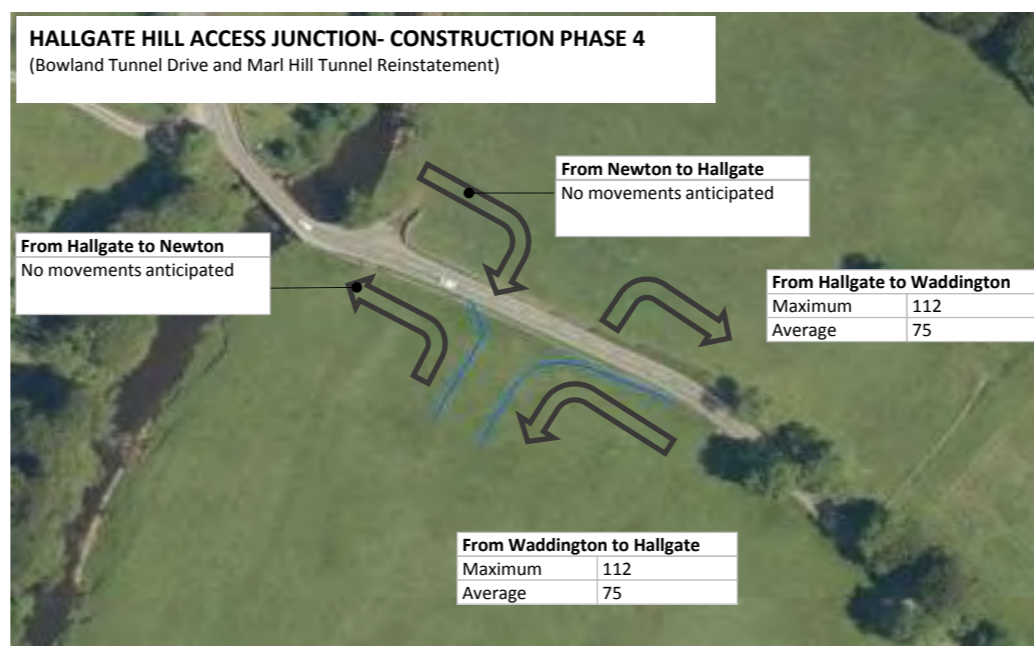 HALLGATE HILL ACCESS JUNCTION- CONSTRUCTION PHASE 4
(Bowland Tunnel Drive and Marl Hill Tunnel Reinstatement)
From Newton to Hallgate
No movements anticipated
From Hallgate to Newton
No movements anticipated
From Hallgate to Waddington
Maximum 112
Average 75
From Waddington to Hallgate
Maximum 112
Average 75